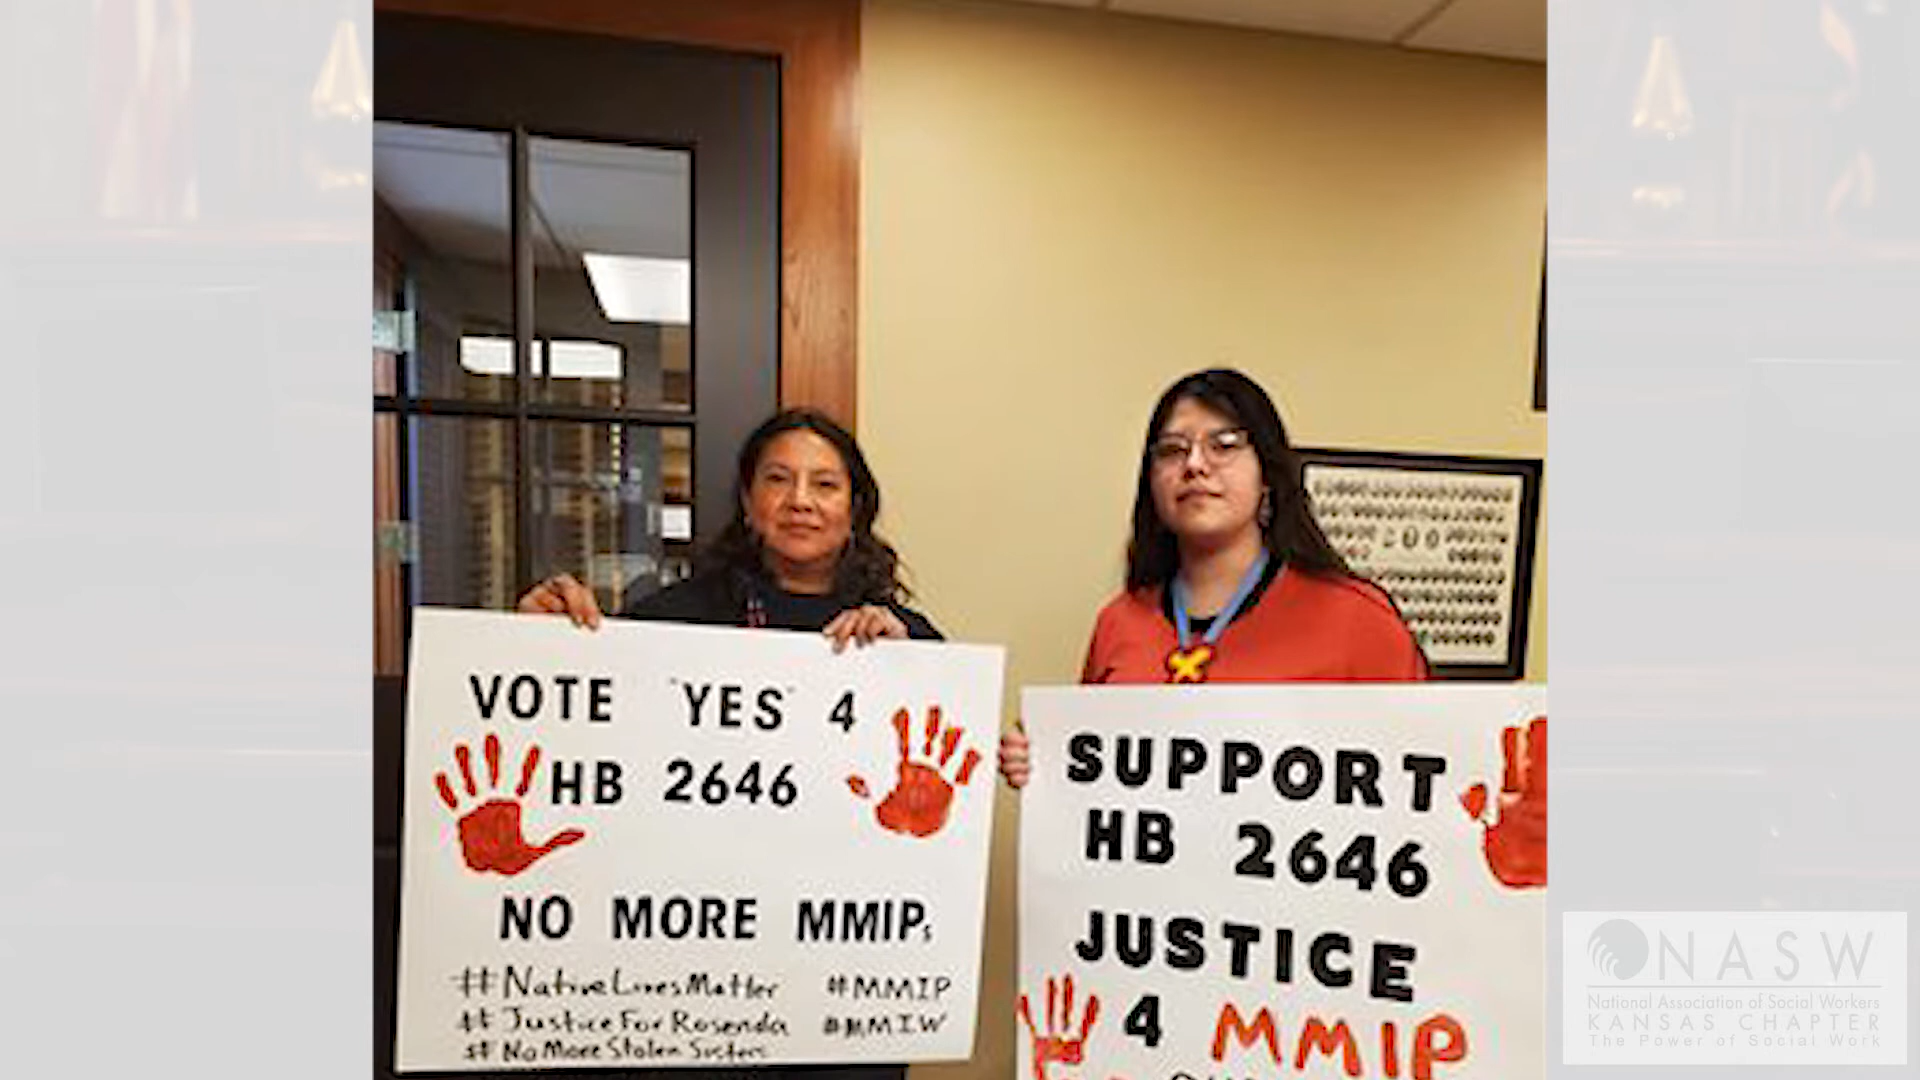 VOTE "YES" 4
HB 2646
NO MORE MMIPs
#NativeLivesMatter #MMIP
#JusticeForRosenda #MMIW
#NoMoreStolenSisters
SUPPORT
HB 2646
JUSTICE
4 MMIP
NASW
National Association of Social Workers
KANSAS CHAPTER
The Power of Social Work